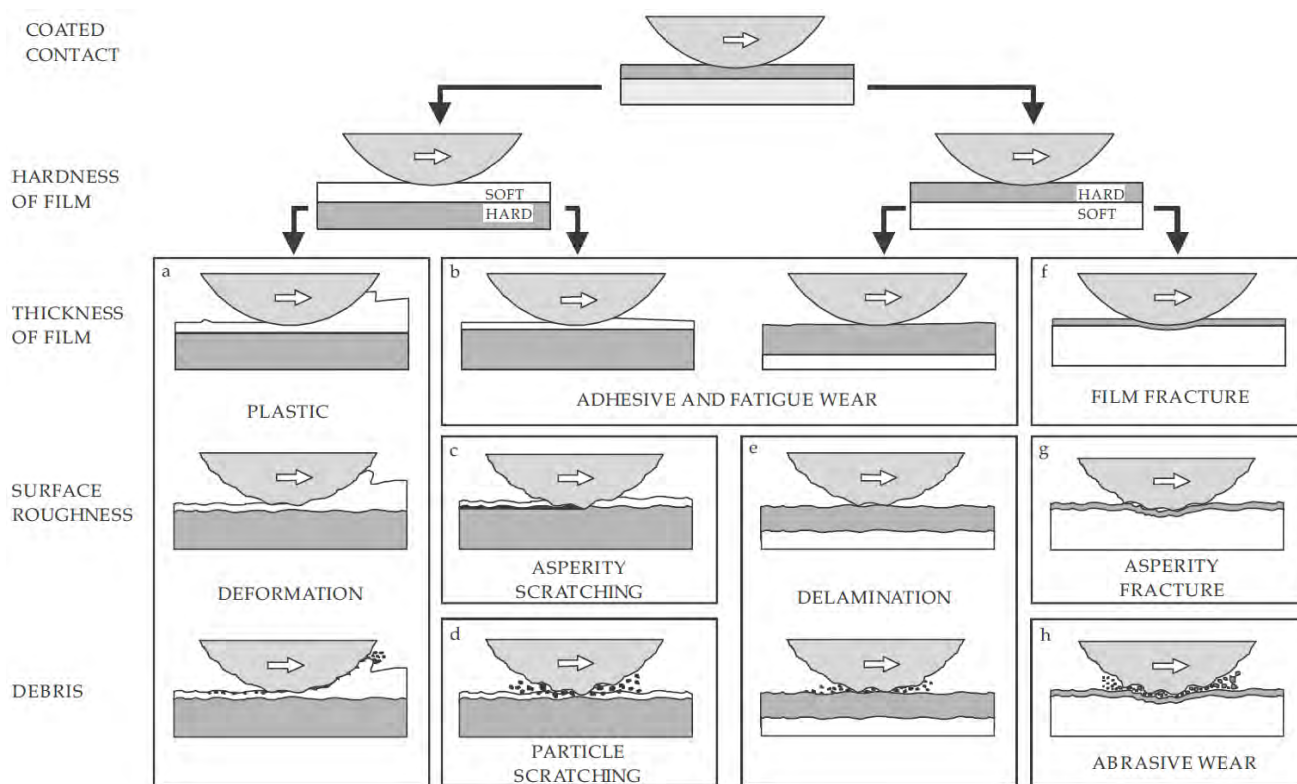 COATED
CONTACT
HARDNESS
OF FILM
SOFT
HARD
HARD
SOFT
THICKNESS
OF FILM
a
b
f
PLASTIC
ADHESIVE AND FATIGUE WEAR
FILM FRACTURE
SURFACE
ROUGHNESS
c
e
g
DEFORMATION
ASPERITY
SCRATCHING
DELAMINATION
ASPERITY
FRACTURE
DEBRIS
d
h
PARTICLE
SCRATCHING
ABRASIVE WEAR